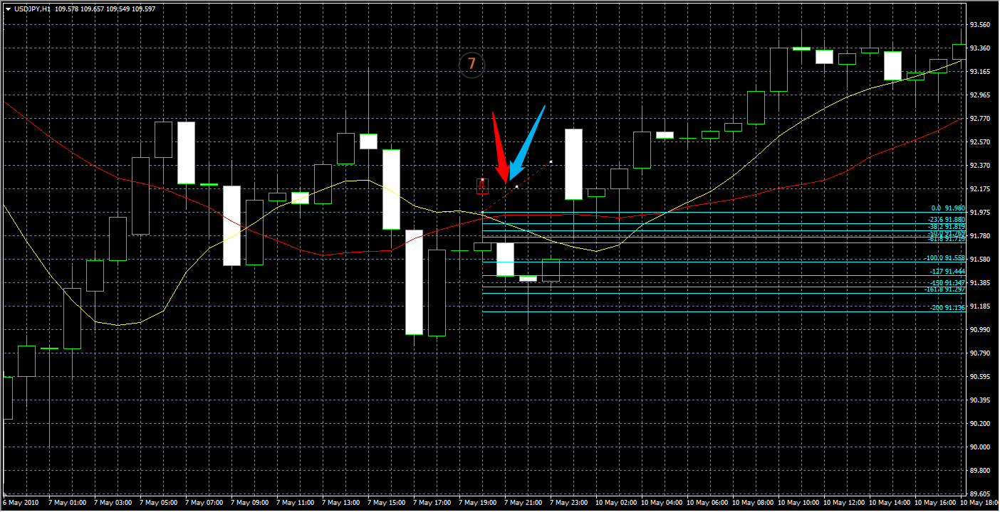 USDJPY,H1 109.578 109.657 109.549 109.597
7
93.560
93.360
93.165
92.965
92.770
92.570
92.370
92.175
91.975
91.780
91.580
91.385
91.185
90.990
90.790
90.595
90.395
90.200
90.000
89.800
89.605
0.0 91.980
-23.6 91.880
-38.2 91.819
-50.0 91.769
-61.8 91.719
-100.0 91.558
-127 91.444
-150 91.347
-161.8 91.297
-200 91.136
6 May 2010
7 May 01:00
7 May 03:00
7 May 05:00
7 May 07:00
7 May 09:00
7 May 11:00
7 May 13:00
7 May 15:00
7 May 17:00
7 May 19:00
7 May 21:00
7 May 23:00
10 May 02:00
10 May 04:00
10 May 06:00
10 May 08:00
10 May 10:00
10 May 12:00
10 May 14:00
10 May 16:00
10 May 18:00